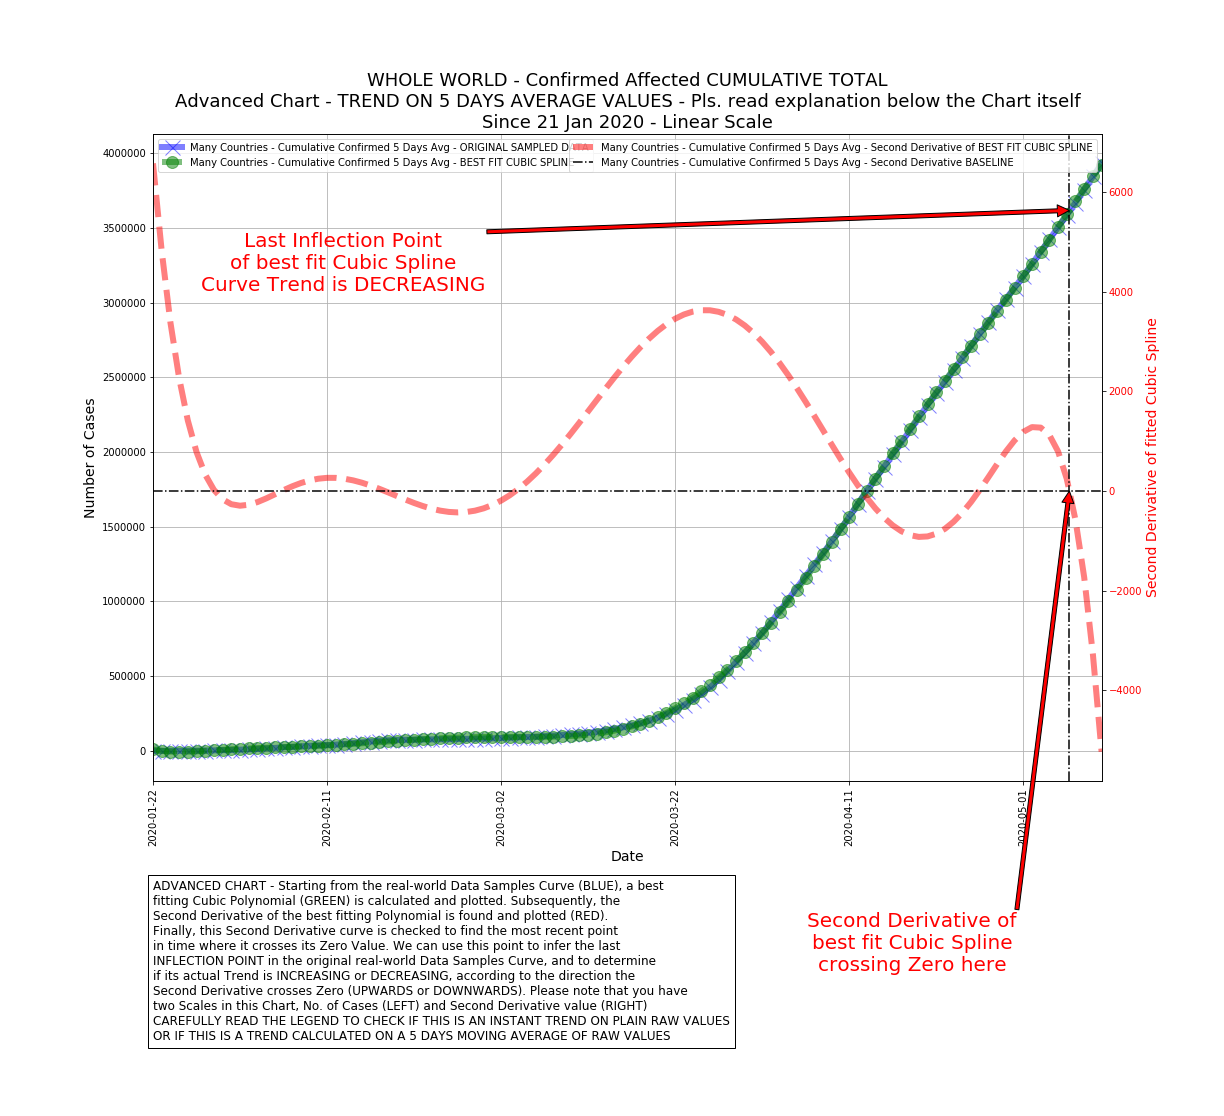 WHOLE WORLD - Confirmed Affected CUMULATIVE TOTAL
Advanced Chart - TREND ON 5 DAYS AVERAGE VALUES - Pls. read explanation below the Chart itself
Since 21 Jan 2020 - Linear Scale
Many Countries - Cumulative Confirmed 5 Days Avg - ORIGINAL SAMPLED DATA
Many Countries - Cumulative Confirmed 5 Days Avg - BEST FIT CUBIC SPLINE
Many Countries - Cumulative Confirmed 5 Days Avg - Second Derivative of BEST FIT CUBIC SPLINE
Many Countries - Cumulative Confirmed 5 Days Avg - Second Derivative BASELINE
4000000
3500000
3000000
2500000
2000000
1500000
1000000
500000
0
Number of Cases
Last Inflection Point
of best fit Cubic Spline
Curve Trend is DECREASING
6000
4000
2000
0
−2000
−4000
Second Derivative of fitted Cubic Spline
2020-01-22
2020-02-11
2020-03-02
2020-03-22
2020-04-11
2020-05-01
Date
ADVANCED CHART - Starting from the real-world Data Samples Curve (BLUE), a best
fitting Cubic Polynomial (GREEN) is calculated and plotted. Subsequently, the
Second Derivative of the best fitting Polynomial is found and plotted (RED).
Finally, this Second Derivative curve is checked to find the most recent point
in time where it crosses its Zero Value. We can use this point to infer the last
INFLECTION POINT in the original real-world Data Samples Curve, and to determine
if its actual Trend is INCREASING or DECREASING, according to the direction the
Second Derivative crosses Zero (UPWARDS or DOWNWARDS). Please note that you have
two Scales in this Chart, No. of Cases (LEFT) and Second Derivative value (RIGHT)
CAREFULLY READ THE LEGEND TO CHECK IF THIS IS AN INSTANT TREND ON PLAIN RAW VALUES
OR IF THIS IS A TREND CALCULATED ON A 5 DAYS MOVING AVERAGE OF RAW VALUES
Second Derivative of
best fit Cubic Spline
crossing Zero here